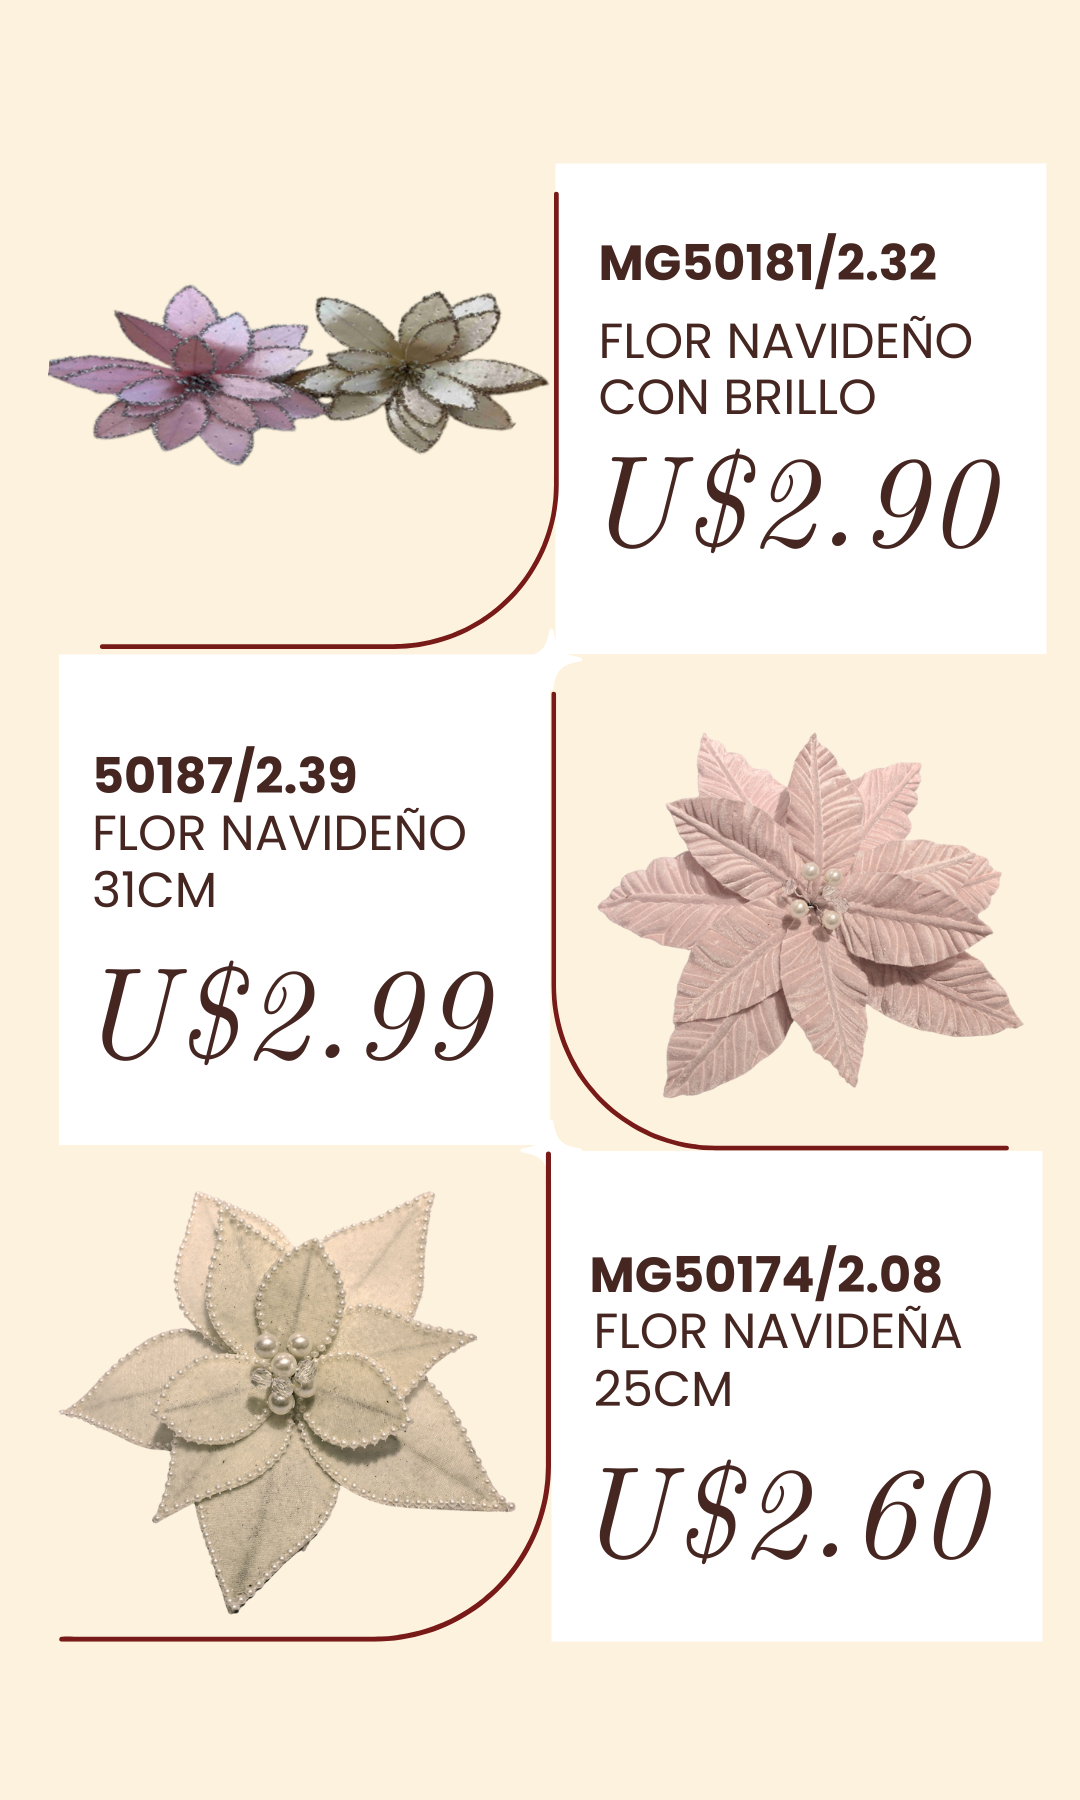 MG50181/2.32
FLOR NAVIDEÑO
CON BRILLO
U$2.90
50187/2.39
FLOR NAVIDEÑO
31CM
U$2.99
MG50174/2.08
FLOR NAVIDEÑA
25CM
U$2.60